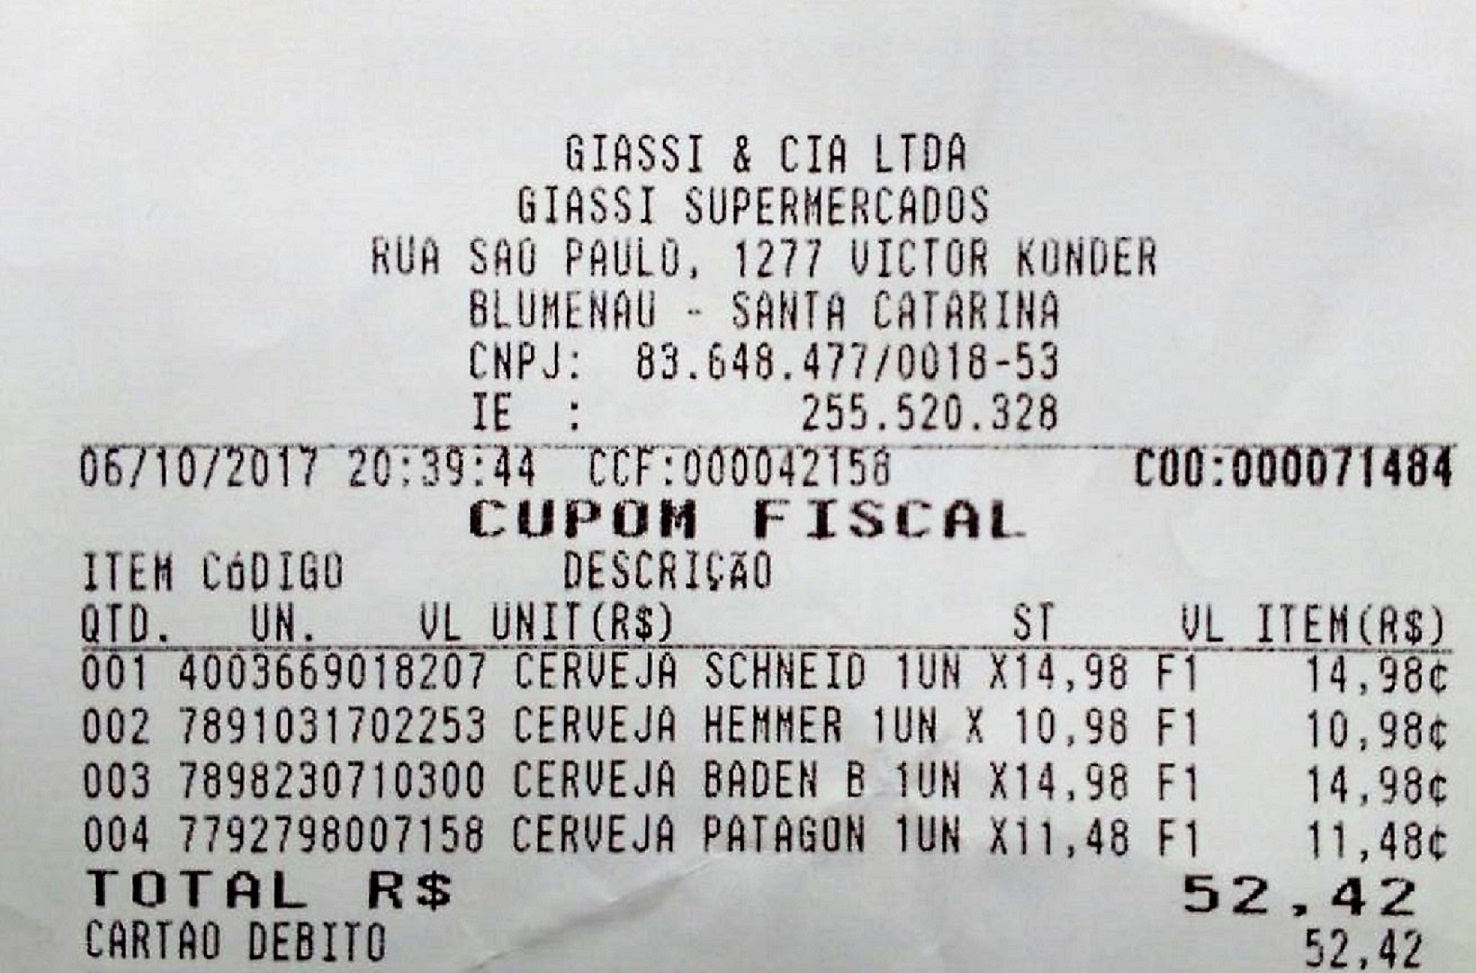 GIASSI & CIA LTDA
GIASSI SUPERMERCADOS
RUA SAO PAULO, 1277 VICTOR KONDER
BLUMENAU - SANTA CATARINA
CNPJ: 83.648.477/0018-53
IE : 255.520.328
06/10/2017 20:39:44 CCF:000042158 COO:000071484
CUPOM FISCAL
ITEM CóDIGO DESCRIÇÃO
QTD. UN. VL UNIT(R$) ST VL ITEM(R$)
001 4003669018207 CERVEJA SCHNEID 1UN X14,98 F1 14,98¢
002 7891031702253 CERVEJA HEMMER 1UN X 10,98 F1 10,98¢
003 7898230710300 CERVEJA BADEN B 1UN X14,98 F1 14,98¢
004 7792798007158 CERVEJA PATAGON 1UN X11,48 F1 11,48¢
TOTAL R$ 52,42
CARTAO DEBITO 52,42